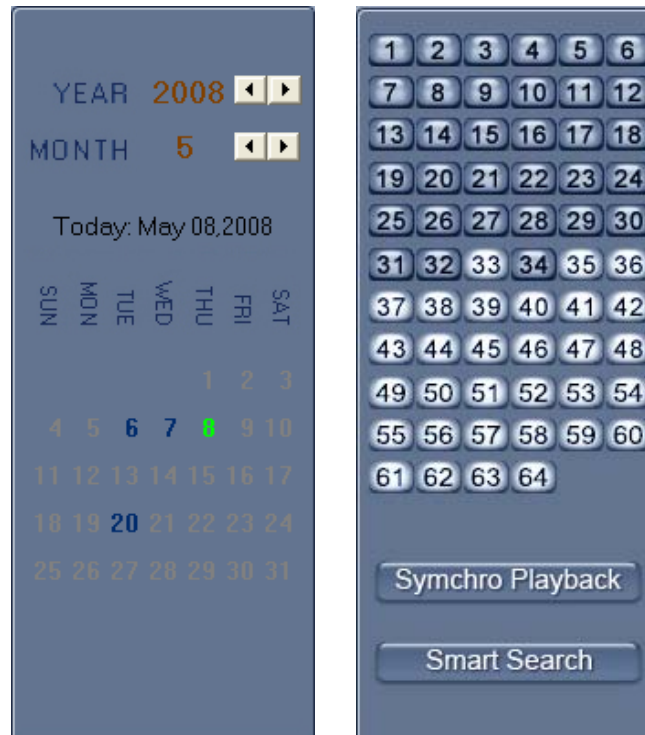 YEAR 2008
MONTH 5
Today: May 08,2008
SUN MON TUE WED THU FRI SAT
1 2 3
4 5 6 7 8 9 10
11 12 13 14 15 16 17
18 19 20 21 22 23 24
25 26 27 28 29 30 31
1 2 3 4 5 6
7 8 9 10 11 12
13 14 15 16 17 18
19 20 21 22 23 24
25 26 27 28 29 30
31 32 33 34 35 36
37 38 39 40 41 42
43 44 45 46 47 48
49 50 51 52 53 54
55 56 57 58 59 60
61 62 63 64
Symchro Playback
Smart Search